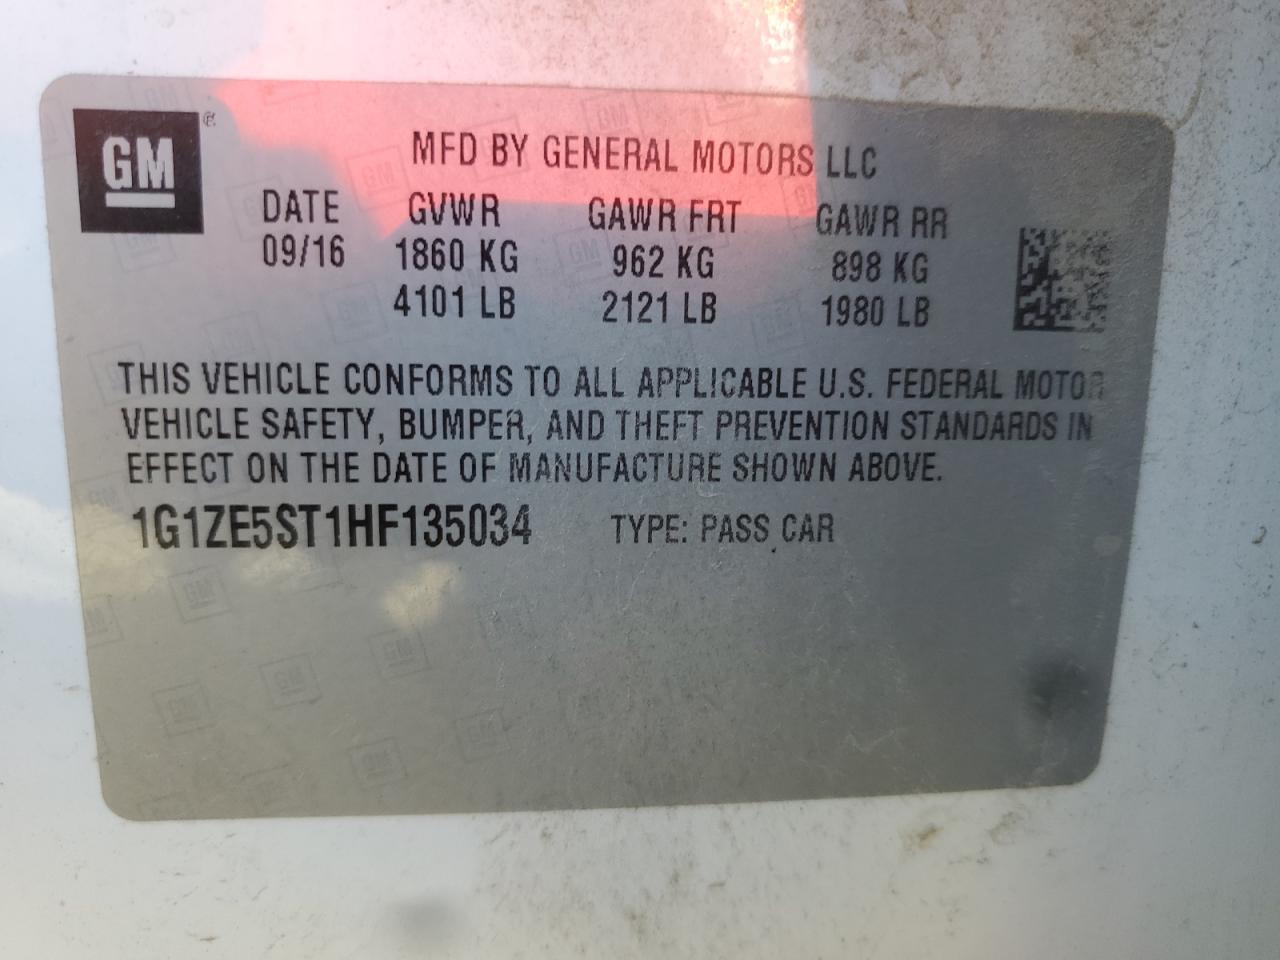 GM
MFD BY GENERAL MOTORS LLC
DATE GVWR GAWR FRT GAWR RR
09/16 1860 KG 962 KG 898 KG
4101 LB 2121 LB 1980 LB
THIS VEHICLE CONFORMS TO ALL APPLICABLE U.S. FEDERAL MOTOR
VEHICLE SAFETY, BUMPER, AND THEFT PREVENTION STANDARDS IN
EFFECT ON THE DATE OF MANUFACTURE SHOWN ABOVE.
1G1ZE5ST1HF135034 TYPE: PASS CAR